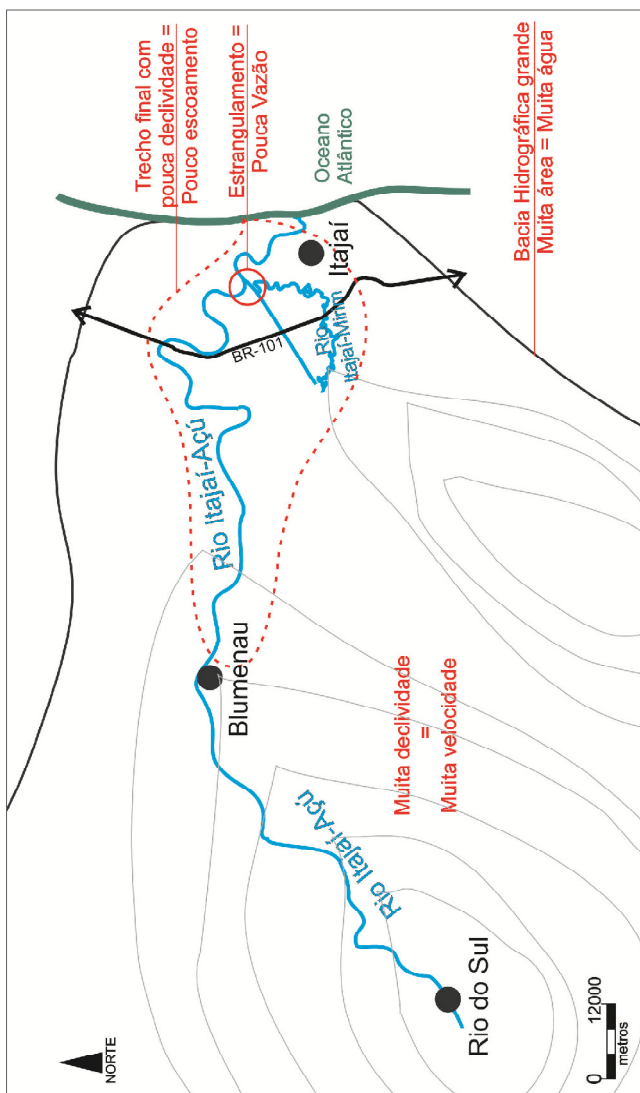 Trecho final com
pouca declividade =
Pouco escoamento
Estrangulamento =
Pouca Vazão
Oceano
Atlântico
Bacia Hidrográfica grande
Muita área = Muita água
Itajaí
BR-101
Rio
Itajaí-Mirim
Rio Itajaí-Açú
Blumenau
Muita declividade
=
Muita velocidade
Rio Itajaí-Açú
Rio do Sul
NORTE
0 12000
metros